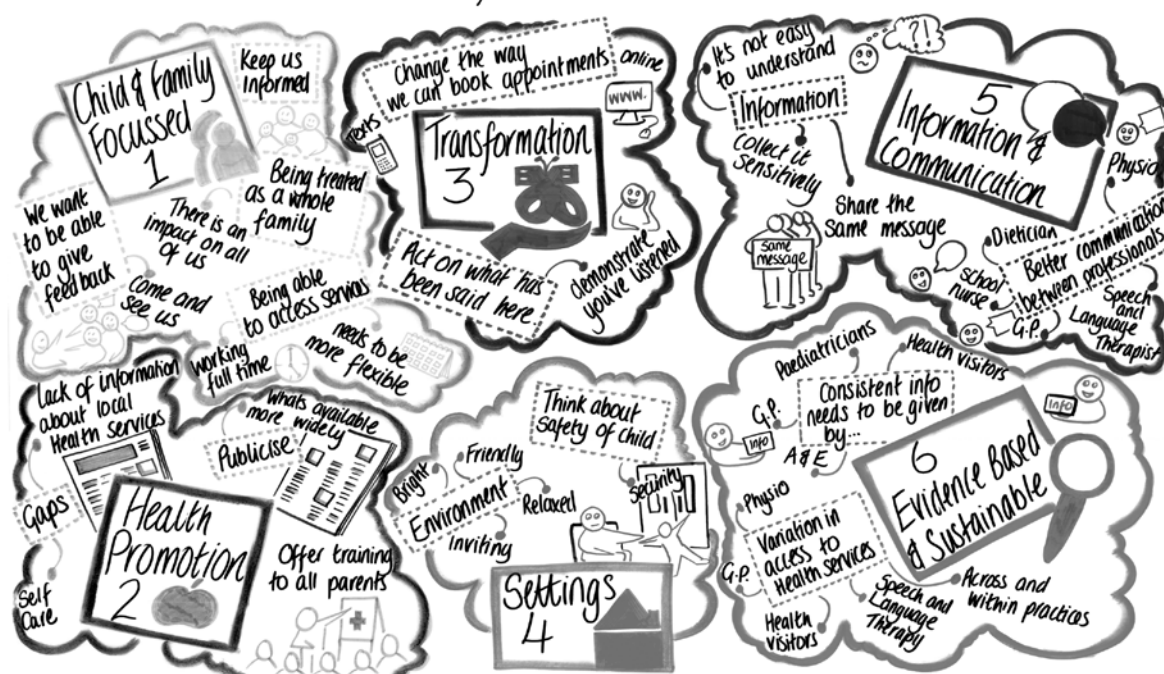 Child & Family
Focussed
1
Keep us
Informed
Being treated
as a whole
family
There is an
impact on all
of us
We want
to be able
to give
feedback
Come and
see us
Being able
to access services
Working
full time
needs to be
more flexible
Change the way
we can book appointments
online
www.
Texts
Transformation
3
Act on what has
been said here
demonstrate
you've listened
It's not easy
to understand
?!
Information
Collect it
sensitively
Share the
Same message
Same
message
5
Information &
Communication
Physio
Dietician
Better communication
between professionals
School
nurse
G.P.
Speech
and
Language
Therapist
Lack of information
about local
Health services
Gaps
Self
Care
Whats available
more widely
Publicise
Health
Promotion
2
Offer training
to all parents
Think about
Safety of child
Bright
Friendly
Environment
Relaxed
Inviting
Security
Settings
4
Paediatricians
Health visitors
Consistent info
needs to be given
by...
G.P.
Info
A&E
Info
6
Evidence Based
& Sustainable
Physio
Variation in
access to
Health services
G.P.
Health
visitors
Speech and
Language
Therapy
Across and
within practices